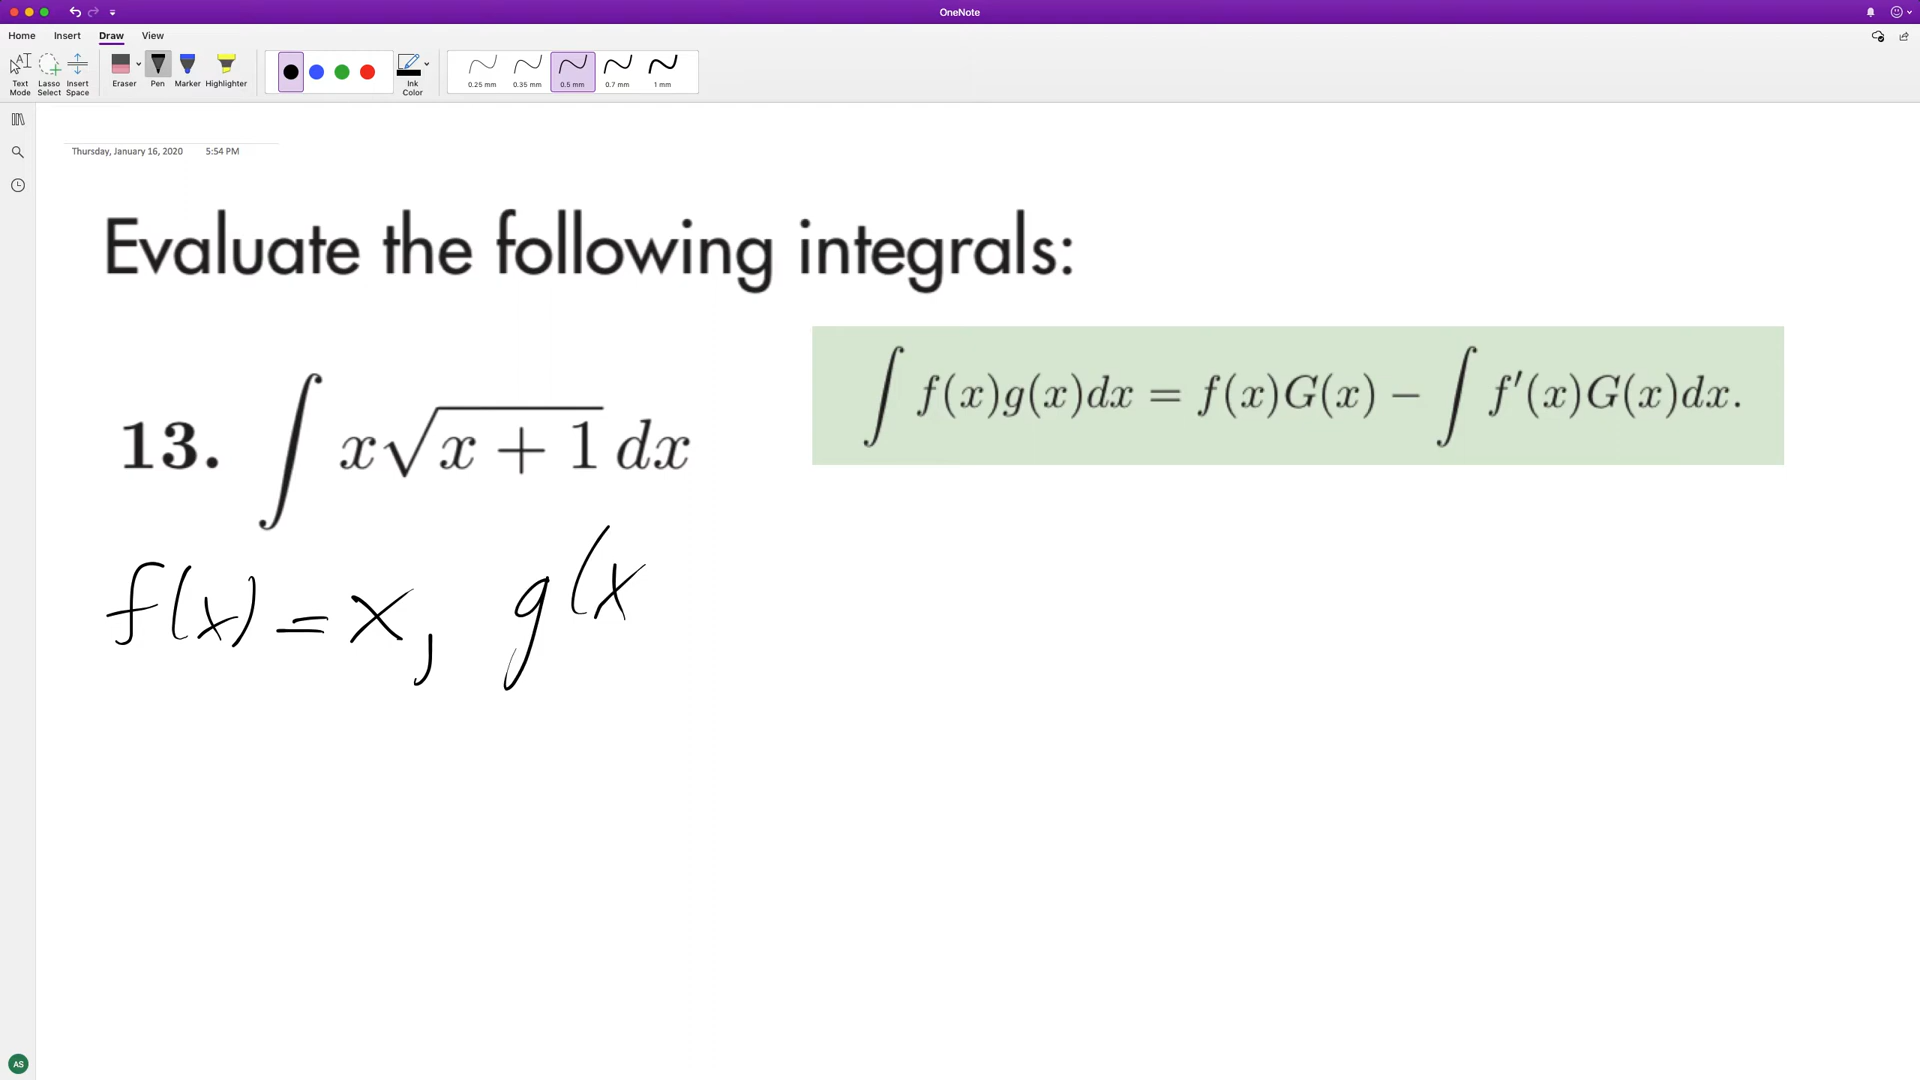 OneNote
Home Insert Draw View
Text Mode Lasso Select Insert Space Eraser Pen Marker Highlighter Ink Color 0.25 mm 0.35 mm 0.5 mm 0.7 mm 1 mm
Thursday, January 16, 2020 5:54 PM
Evaluate the following integrals:
∫ f(x)g(x)dx = f(x)G(x) − ∫ f′(x)G(x)dx.
13. ∫ x√(x + 1) dx
f(x) = x, g(x
AS